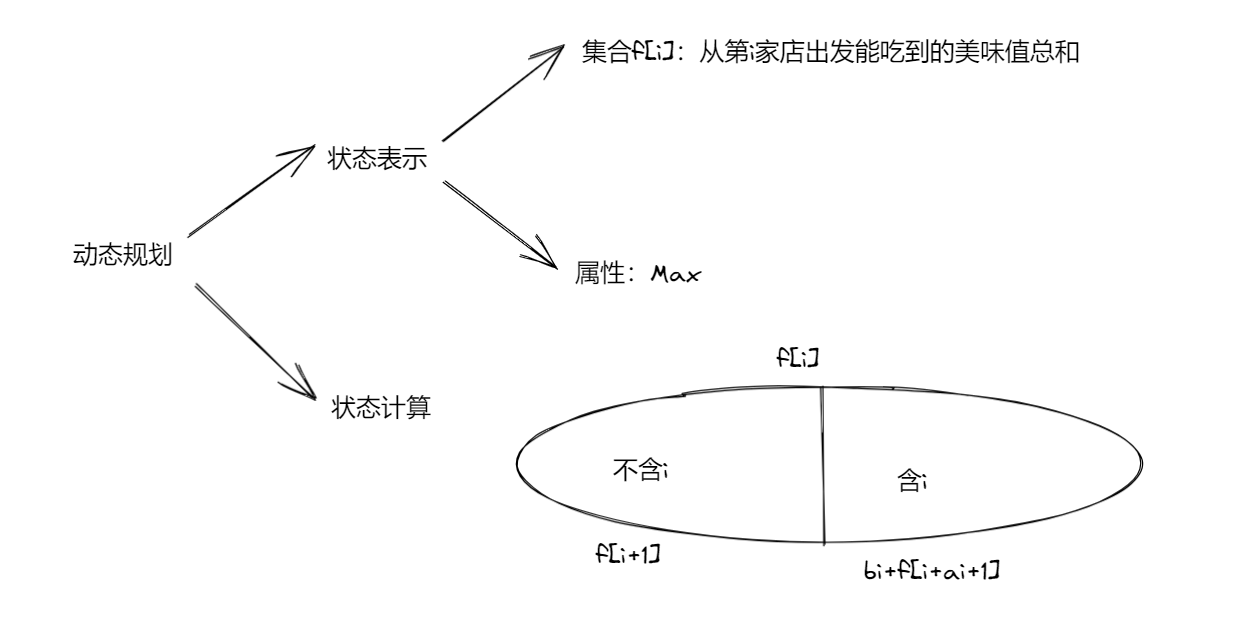 集合f[i]：从第i家店出发能吃到的美味值总和
状态表示
动态规划
属性：Max
f[i]
状态计算
不含i
含i
f[i+1]
bi+f[i+ai+1]